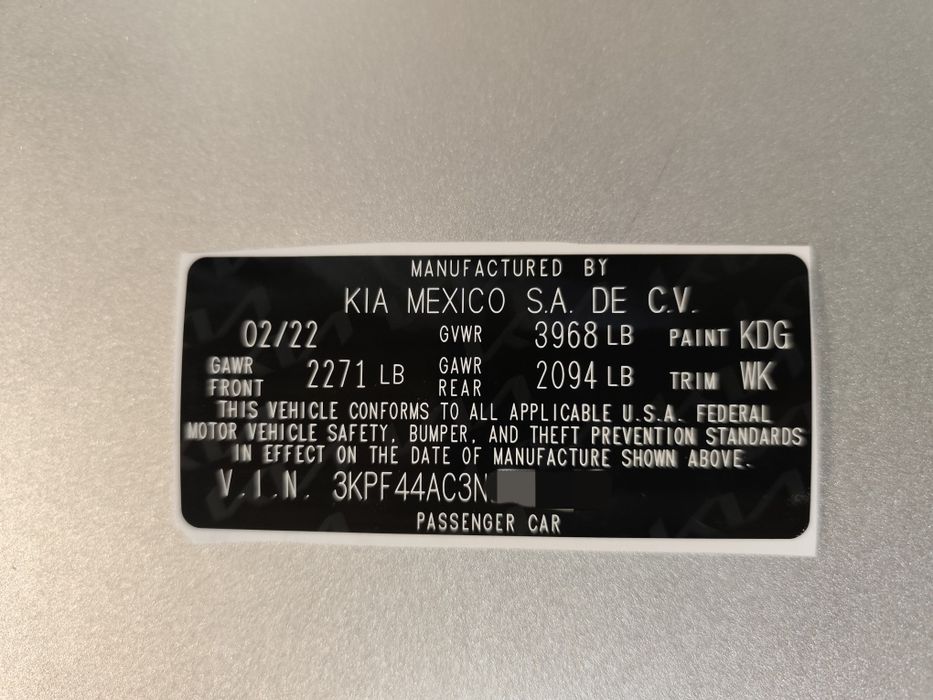 MANUFACTURED BY
KIA MEXICO S.A. DE C.V.
02/22 GVWR 3968 LB PAINT KDG
GAWR FRONT 2271 LB GAWR REAR 2094 LB TRIM WK
THIS VEHICLE CONFORMS TO ALL APPLICABLE U.S.A. FEDERAL
MOTOR VEHICLE SAFETY, BUMPER, AND THEFT PREVENTION STANDARDS
IN EFFECT ON THE DATE OF MANUFACTURE SHOWN ABOVE.
V.I.N. 3KPF44AC3N
PASSENGER CAR